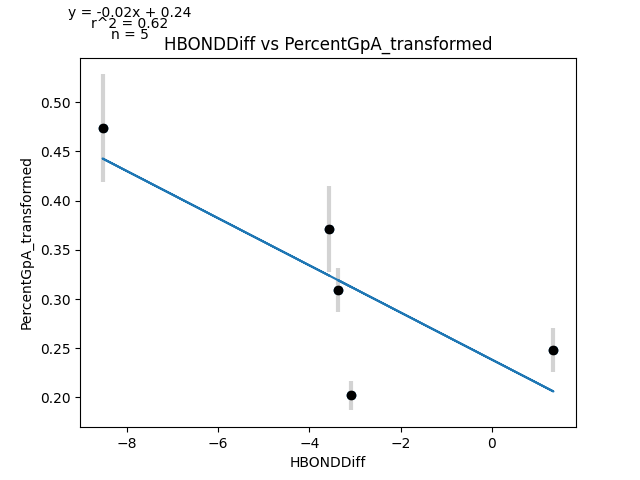 y = -0.02x + 0.24
r^2 = 0.62
n = 5
HBONDDiff vs PercentGpA_transformed
PercentGpA_transformed
0.50
0.45
0.40
0.35
0.30
0.25
0.20
−8
−6
−4
−2
0
HBONDDiff